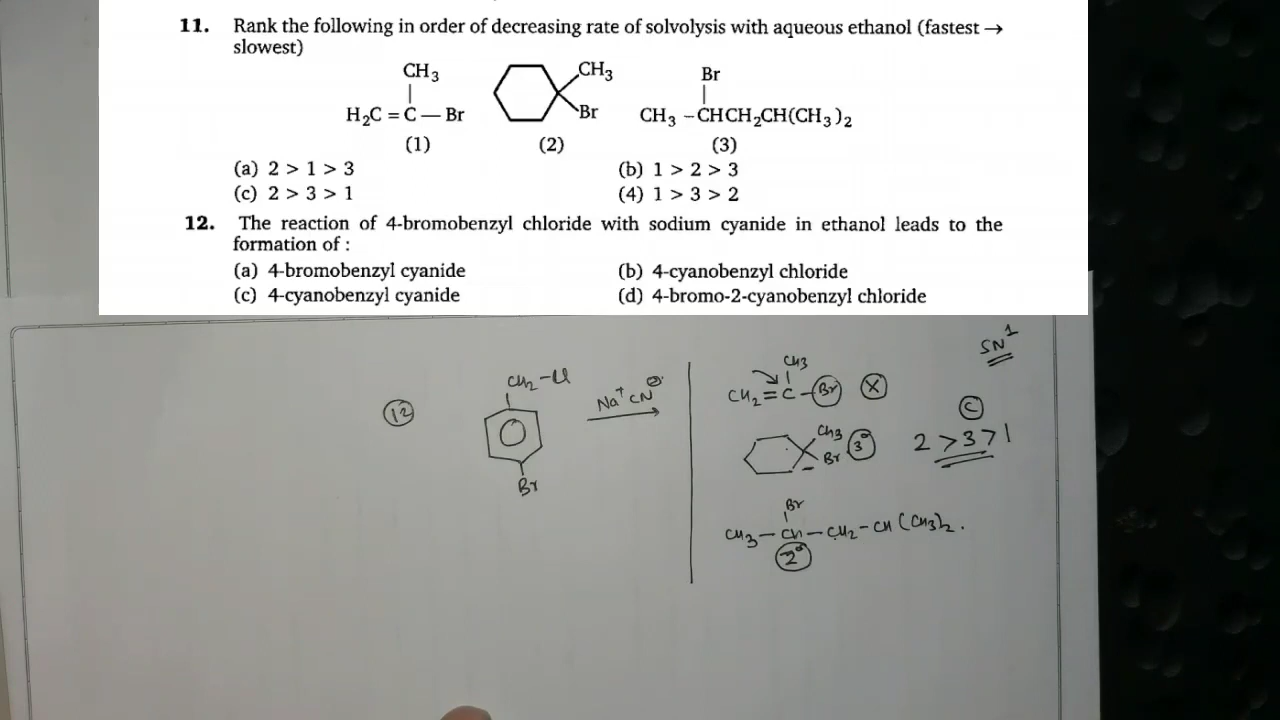 11. Rank the following in order of decreasing rate of solvolysis with aqueous ethanol (fastest →
slowest)
CH3 CH3 Br
H2C = C — Br Br CH3 – CHCH2CH(CH3)2
(1) (2) (3)
(a) 2 > 1 > 3 (b) 1 > 2 > 3
(c) 2 > 3 > 1 (4) 1 > 3 > 2
12. The reaction of 4-bromobenzyl chloride with sodium cyanide in ethanol leads to the
formation of :
(a) 4-bromobenzyl cyanide (b) 4-cyanobenzyl chloride
(c) 4-cyanobenzyl cyanide (d) 4-bromo-2-cyanobenzyl chloride
12
CH2-Cl
Na+ CN⊖
Br
SN1
CH3
CH2=C-Br X
CH3
Br
3°
C
2 > 3 > 1
Br
CH3-CH-CH2-CH(CH3)2.
2°